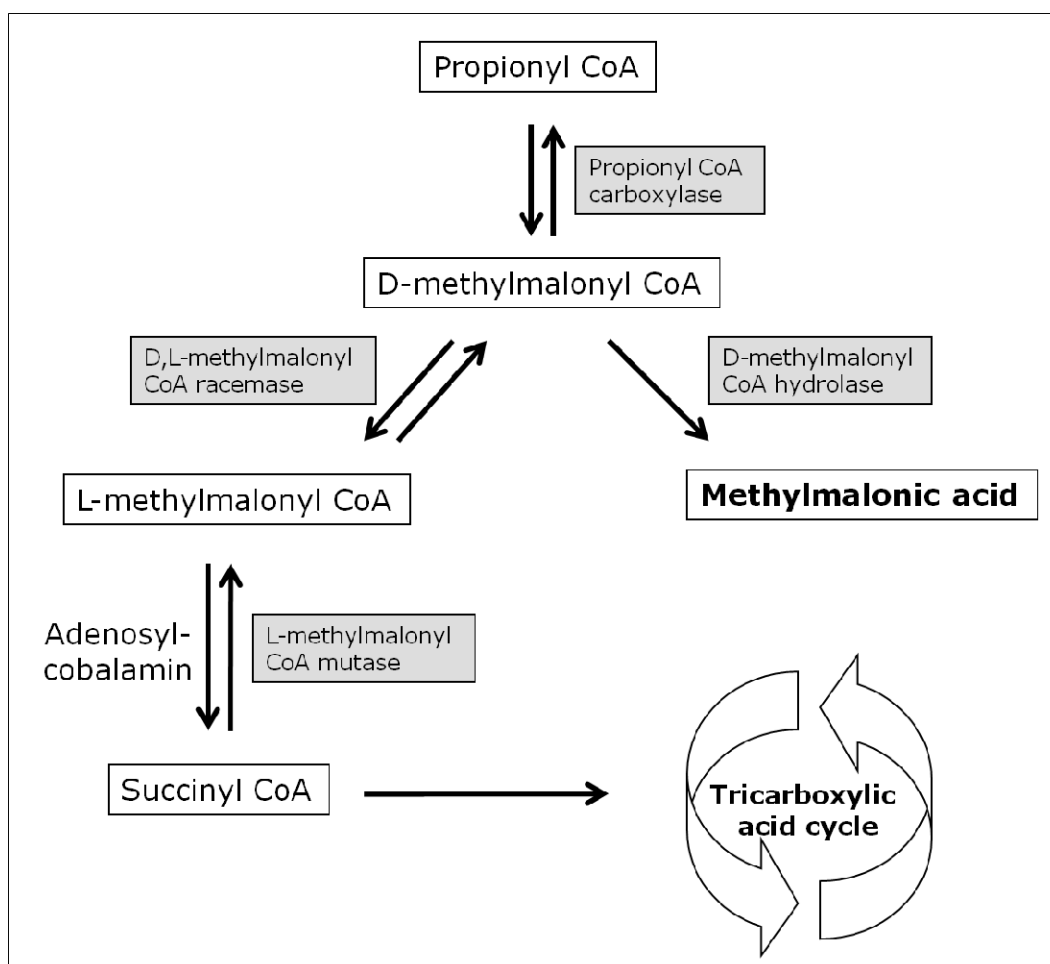 Propionyl CoA
Propionyl CoA
carboxylase
D-methylmalonyl CoA
D,L-methylmalonyl
CoA racemase
D-methylmalonyl
CoA hydrolase
L-methylmalonyl CoA
Methylmalonic acid
Adenosyl-
cobalamin
L-methylmalonyl
CoA mutase
Succinyl CoA
Tricarboxylic
acid cycle